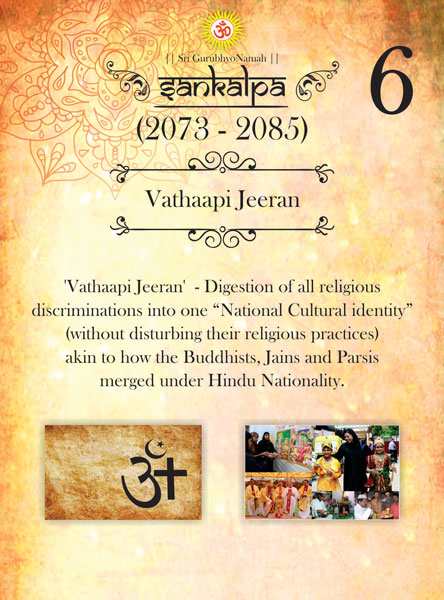 ॐ
|| Sri GurubhyoNamah ||
Sankalpa
6
(2073 - 2085)
Vathaapi Jeeran
'Vathaapi Jeeran' - Digestion of all religious
discriminations into one “National Cultural identity”
(without disturbing their religious practices)
akin to how the Buddhists, Jains and Parsis
merged under Hindu Nationality.